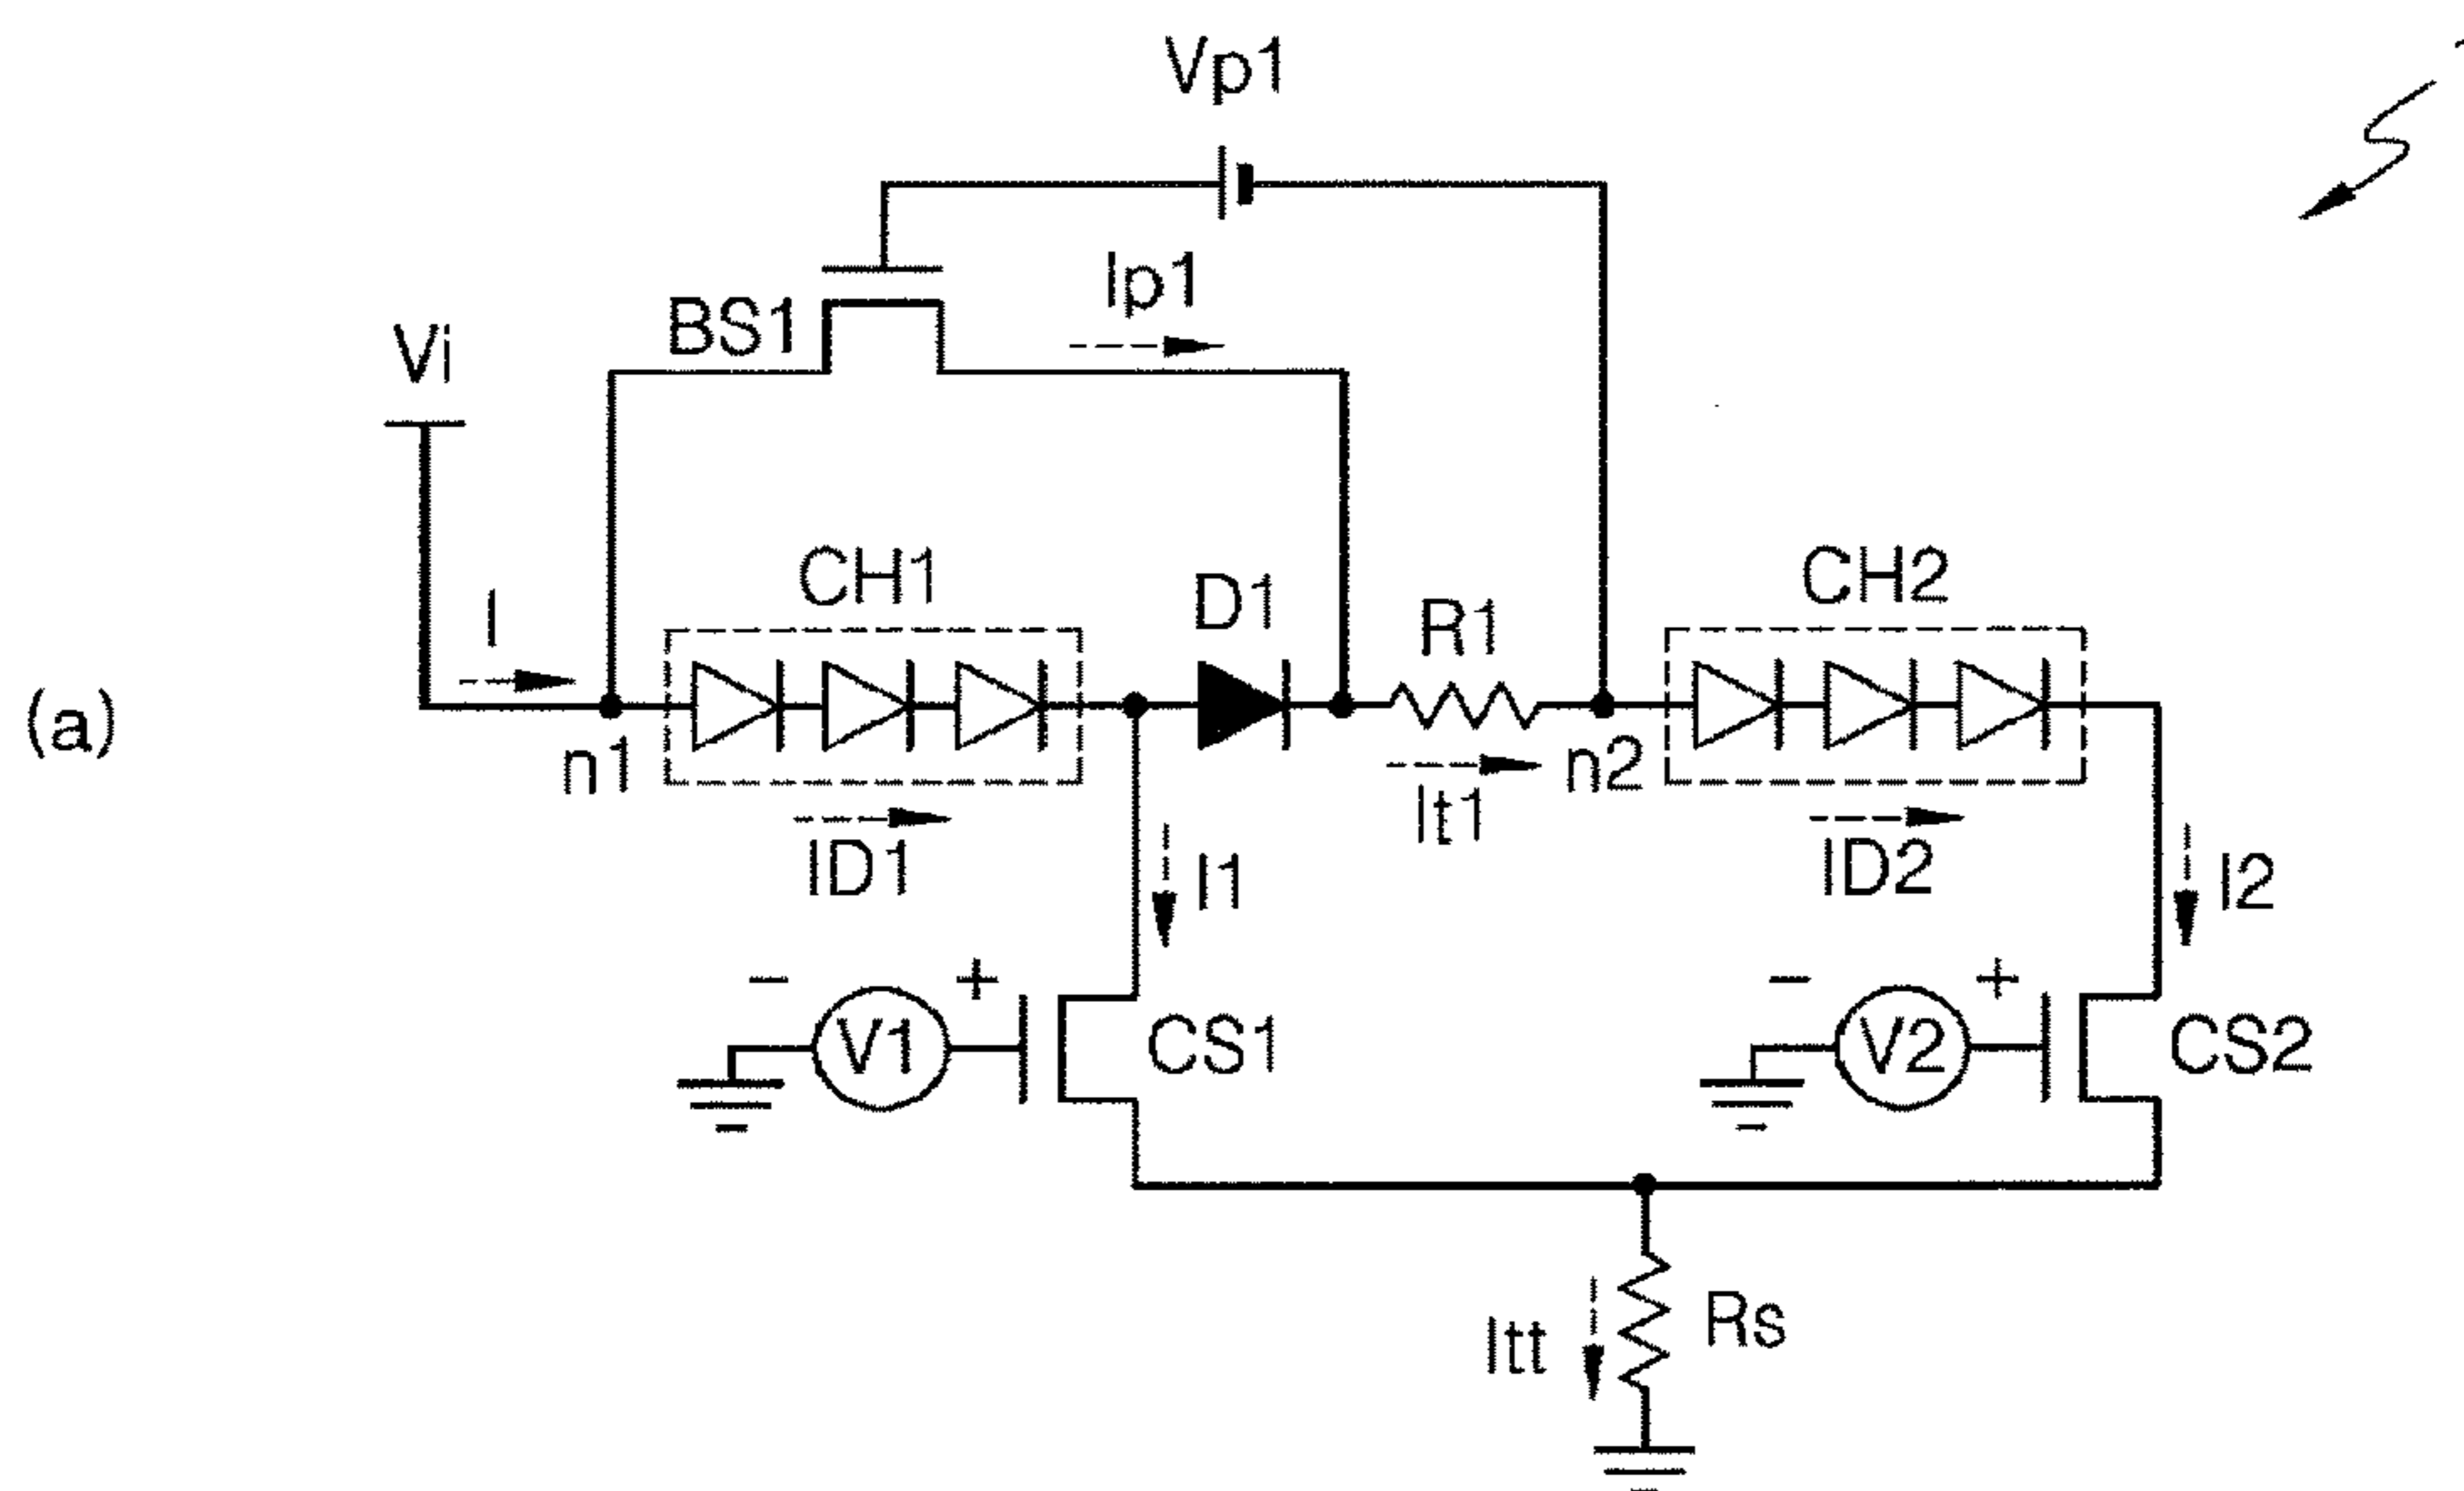 Vp1
Ip1
BS1
Vi
CH1
D1
R1
CH2
I
(a)
n1
n2
It1
ID1
I1
ID2
I2
− V1 +
CS1
− V2 +
CS2
Itt
Rs